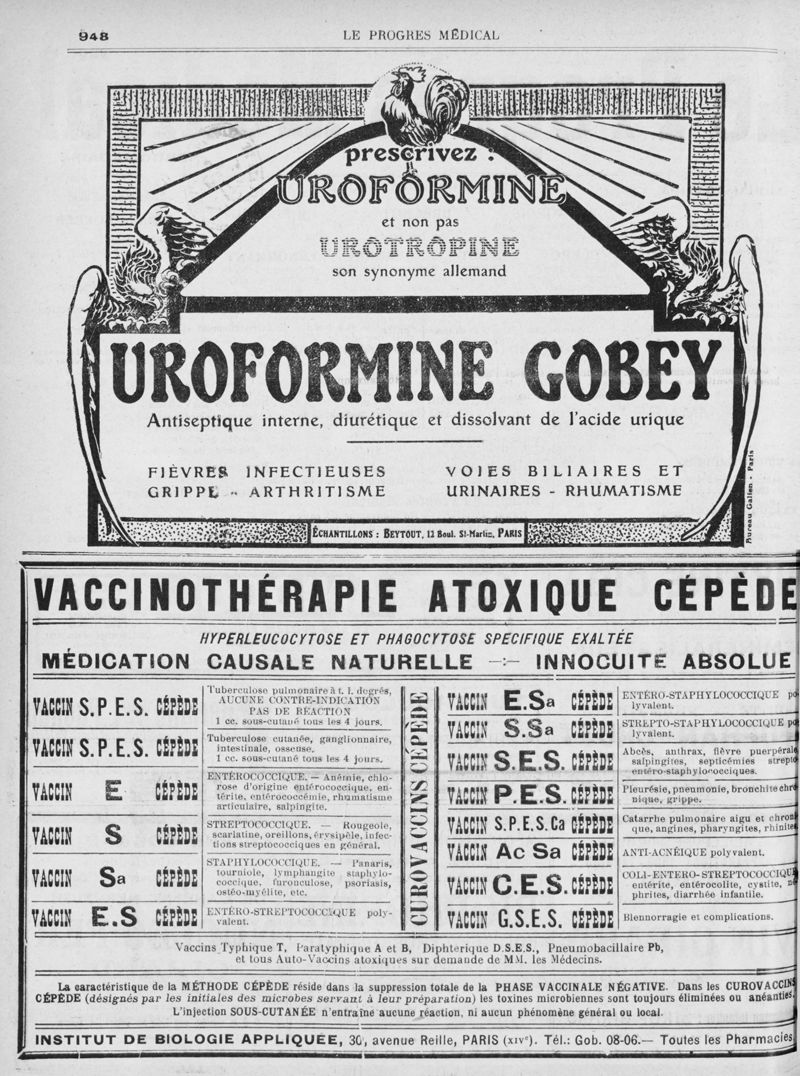 948
LE PROGRES MÉDICAL
prescrivez :
UROFORMINE
et non pas
UROTROPINE
son synonyme allemand
UROFORMINE GOBEY
Antiseptique interne, diurétique et dissolvant de l'acide urique
FIÈVRES INFECTIEUSES
GRIPPE - ARTHRITISME
VOIES BILIAIRES ET
URINAIRES - RHUMATISME
ÉCHANTILLONS : BEYTOUT, 12 Boul. St-Martin, PARIS
Bureau Galien - Paris
VACCINOTHÉRAPIE ATOXIQUE CÉPÈDE
HYPERLEUCOCYTOSE ET PHAGOCYTOSE SPECIFIQUE EXALTÉE
MÉDICATION CAUSALE NATURELLE -:- INNOCUITE ABSOLUE
VACCIN S.P.E.S. CÉPÈDE
Tuberculose pulmonaire à t. l. degrés,
AUCUNE CONTRE-INDICATION
PAS DE RÉACTION
1 cc. sous-cutané tous les 4 jours.
VACCIN S.P.E.S. CÉPÈDE
Tuberculose cutanée, ganglionnaire,
intestinale, osseuse.
1 cc. sous-cutané tous les 4 jours.
VACCIN E CÉPÈDE
ENTÉROCOCCIQUE. — Anémie, chlo-
rose d'origine entérococcique, en-
térite, entérococcémie, rhumatisme
articulaire, salpingite.
VACCIN S CÉPÈDE
STREPTOCOCCIQUE. — Rougeole,
scarlatine, oreillons, érysipèle, infec-
tions streptococciques en général.
VACCIN Sa CÉPÈDE
STAPHYLOCOCCIQUE. — Panaris,
tourniole, lymphangite staphylo-
coccique, furonculose, psoriasis,
ostéo-myélite, etc.
VACCIN E.S CÉPÈDE
ENTÉRO-STREPTOCOCCIQUE poly-
valent.
CUROVACCINS CÉPÈDE
VACCIN E.Sa CÉPÈDE
ENTÉRO-STAPHYLOCOCCIQUE po
lyvalent.
VACCIN S.Sa CÉPÈDE
STREPTO-STAPHYLOCOCCIQUE po
lyvalent.
VACCIN S.E.S. CÉPÈDE
Abcès, anthrax, fièvre puerpérale
salpingites, septicémies strepto
entéro-staphylococciques.
VACCIN P.E.S. CÉPÈDE
Pleurésie, pneumonie, bronchite chro
nique, grippe.
VACCIN S.P.E.S.Ca CÉPÈDE
Catarrhe pulmonaire aigu et chron
que, angines, pharyngites, rhinites
VACCIN Ac Sa CÉPÈDE
ANTI-ACNÉIQUE polyvalent.
VACCIN C.E.S. CÉPÈDE
COLI-ENTERO-STREPTOCOCCIQUE
entérite, entérocolite, cystite, né
phrites, diarrhée infantile.
VACCIN G.S.E.S. CÉPÈDE
Blennorragie et complications.
Vaccins Typhique T, Paratyphique A et B, Diphterique D.S.E.S., Pneumobacillaire Pb,
et tous Auto-Vaccins atoxiques sur demande de MM. les Médecins.
La caractéristique de la MÉTHODE CÉPÈDE réside dans la suppression totale de la PHASE VACCINALE NÉGATIVE. Dans les CUROVACCINS
CÉPÈDE (désignés par les initiales des microbes servant à leur préparation) les toxines microbiennes sont toujours éliminées ou anéanties.
L'injection SOUS-CUTANÉE n'entraîne aucune réaction, ni aucun phénomène général ou local.
INSTITUT DE BIOLOGIE APPLIQUÉE, 30, avenue Reille, PARIS (XIVe). Tél.: Gob. 08-06.— Toutes les Pharmacies.